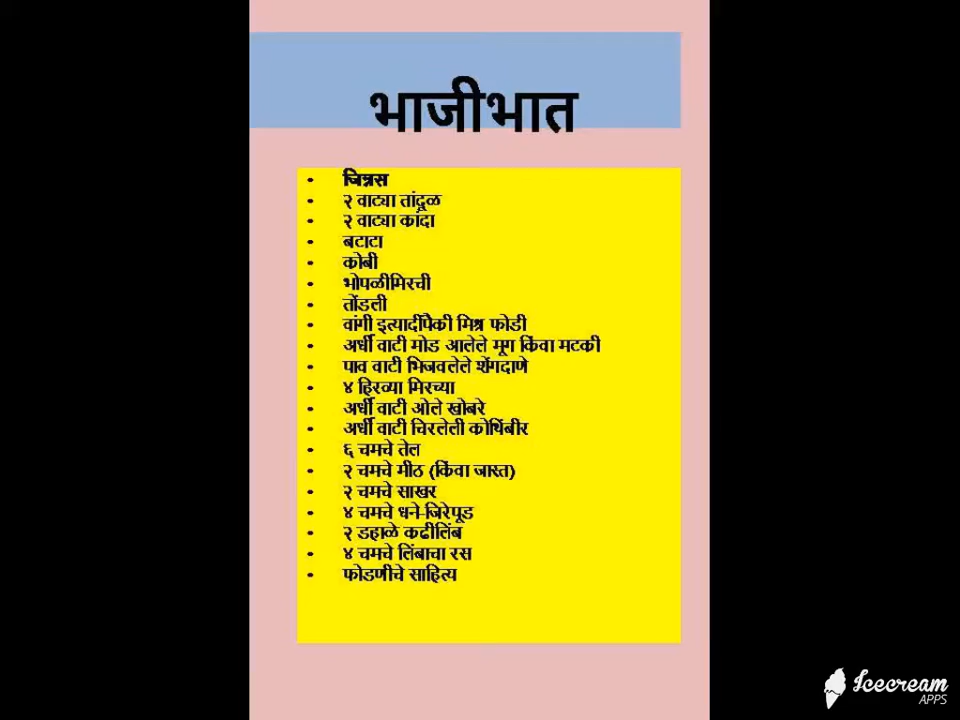 भाजीभात
• जिन्नस
• २ वाट्या तांदूळ
• २ वाट्या कांदा
• बटाटा
• कोबी
• भोपळीमिरची
• तोंडली
• वांगी इत्यादींपैकी मिश्र फोडी
• अर्धी वाटी मोड आलेले मूग किंवा मटकी
• पाव वाटी भिजवलेले शेंगदाणे
• ४ हिरव्या मिरच्या
• अर्धी वाटी ओले खोबरे
• अर्धी वाटी चिरलेली कोथिंबीर
• ६ चमचे तेल
• २ चमचे मीठ (किंवा जास्त)
• २ चमचे साखर
• ४ चमचे धने-जिरेपूड
• २ डहाळे कढीलिंब
• ४ चमचे लिंबाचा रस
• फोडणीचे साहित्य
Icecream
APPS